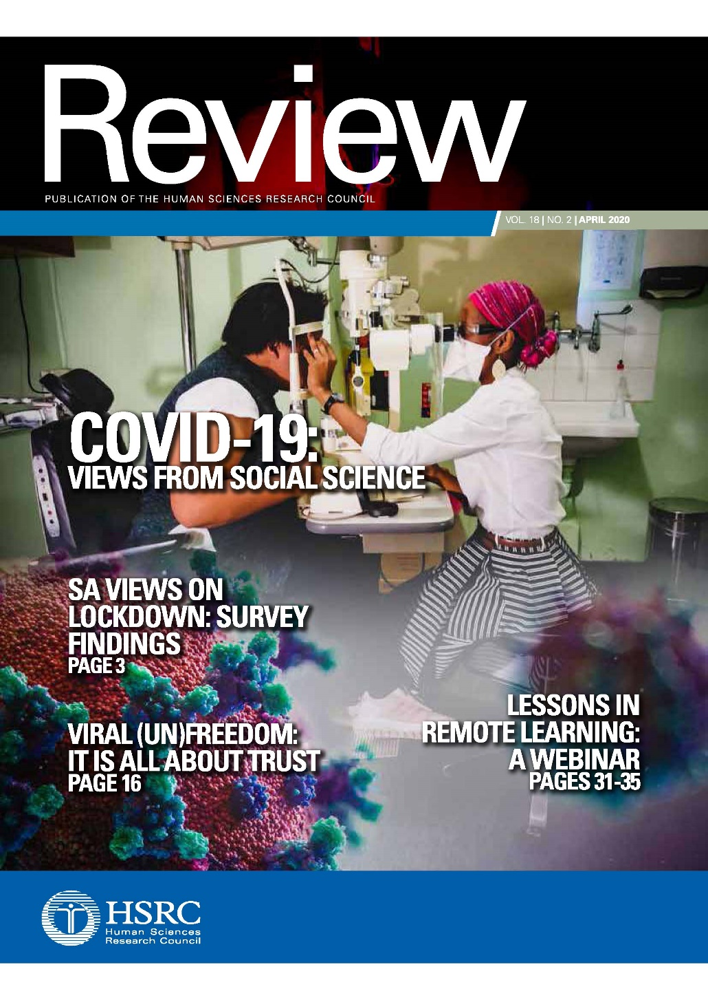 Review
PUBLICATION OF THE HUMAN SCIENCES RESEARCH COUNCIL
VOL. 18 | NO. 2 | APRIL 2020
COVID-19:
VIEWS FROM SOCIAL SCIENCE
SA VIEWS ON
LOCKDOWN: SURVEY
FINDINGS
PAGE 3
VIRAL (UN)FREEDOM:
IT IS ALL ABOUT TRUST
PAGE 16
LESSONS IN
REMOTE LEARNING:
A WEBINAR
PAGES 31-35
HSRC
Human Sciences
Research Council